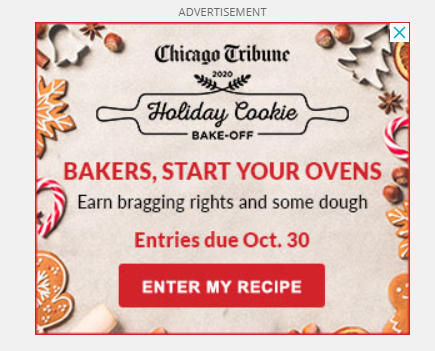 ADVERTISEMENT
Chicago Tribune
2020
Holiday Cookie
BAKE-OFF
BAKERS, START YOUR OVENS
Earn bragging rights and some dough
Entries due Oct. 30
ENTER MY RECIPE